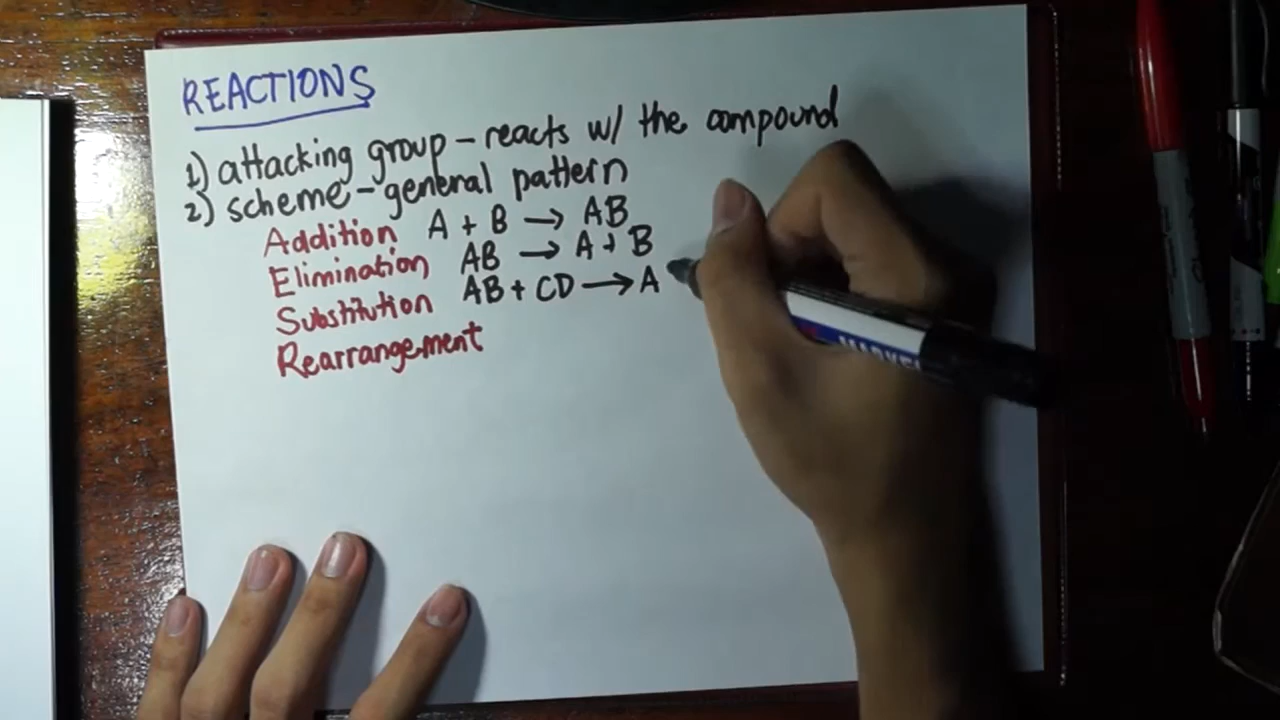 REACTIONS
1) attacking group - reacts w/ the compound
2) scheme - general pattern
Addition A + B → AB
Elimination AB → A + B
Substitution AB + CD → A
Rearrangement